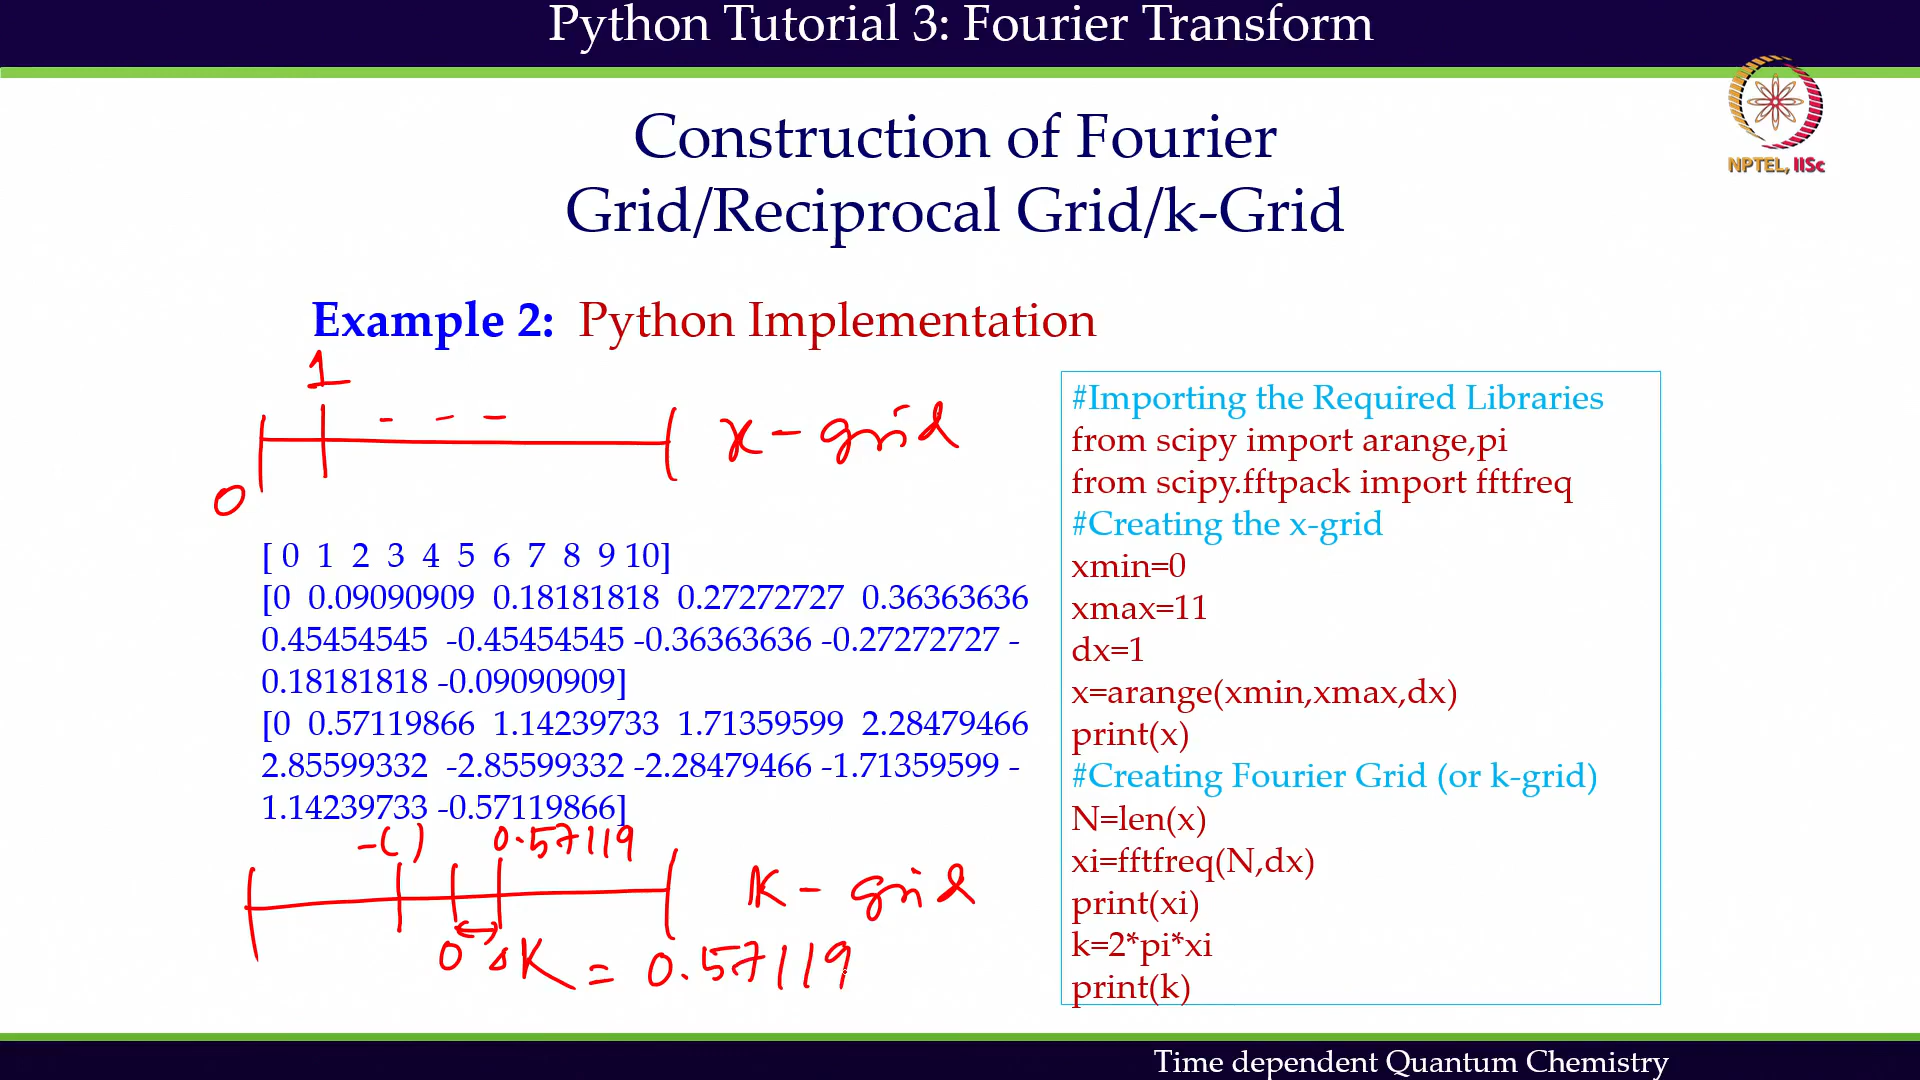 Python Tutorial 3: Fourier Transform
NPTEL, IISc
Construction of Fourier
Grid/Reciprocal Grid/k-Grid
Example 2: Python Implementation
1
- - -
x - grid
0
[ 0 1 2 3 4 5 6 7 8 9 10]
[0 0.09090909 0.18181818 0.27272727 0.36363636
0.45454545 -0.45454545 -0.36363636 -0.27272727 -
0.18181818 -0.09090909]
[0 0.57119866 1.14239733 1.71359599 2.28479466
2.85599332 -2.85599332 -2.28479466 -1.71359599 -
1.14239733 -0.57119866]
-( ) 0.57119
K - grid
0 ΔK = 0.57119
#Importing the Required Libraries
from scipy import arange,pi
from scipy.fftpack import fftfreq
#Creating the x-grid
xmin=0
xmax=11
dx=1
x=arange(xmin,xmax,dx)
print(x)
#Creating Fourier Grid (or k-grid)
N=len(x)
xi=fftfreq(N,dx)
print(xi)
k=2*pi*xi
print(k)
Time dependent Quantum Chemistry